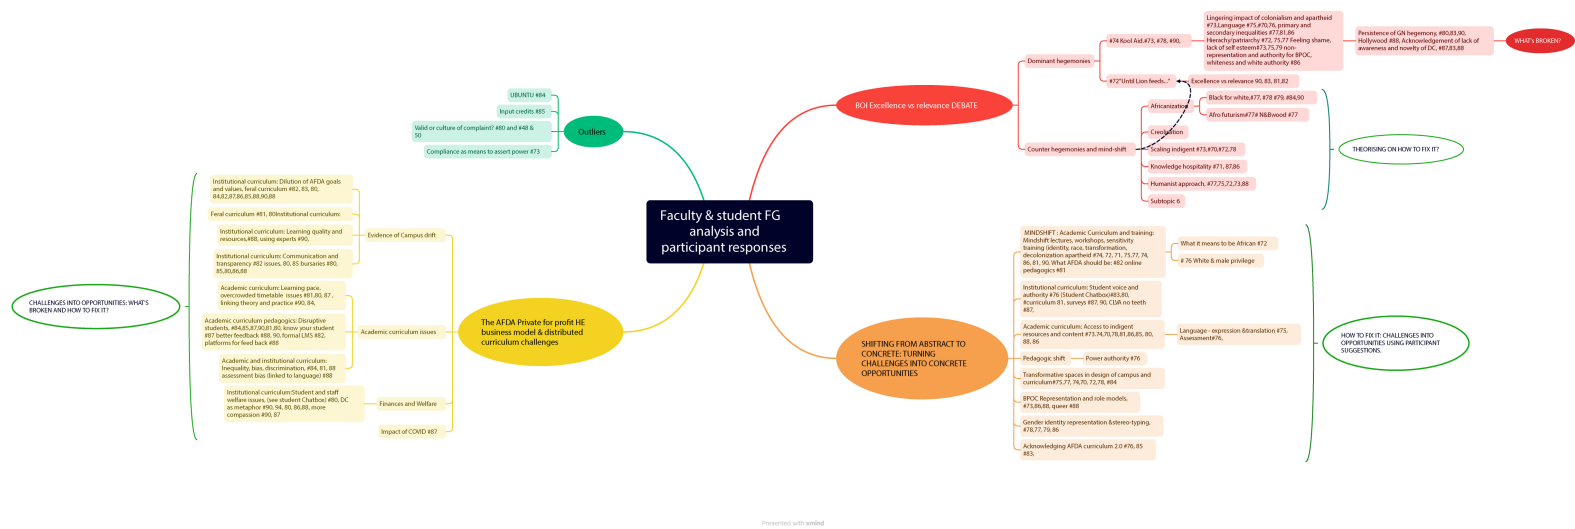 Faculty & student FG
analysis and
participant responses
BOI Excellence vs relevance DEBATE
Dominant hegemonies
#74 Kool Aid.#73, #78, #90,
Lingering impact of colonialism and apartheid
#73,Language #75,#70,76, primary and
secondary inequalities #77,81,86
Hierachy/patriarchy #72, 75,77 Feeling shame,
lack of self esteem#73,75,79 non-
representation and authority for BPOC,
whiteness and white authority #86
Persistence of GN hegemony, #80,83,90,
Hollywood #88, Acknowledgement of lack of
awareness and novelty of DC, #87,83,88
WHAT's BROKEN?
#72"Until Lion feeds..."
Excellence vs relevance 90, 83, 81,82
Counter hegemonies and mind-shift
Africanization
Black for white,#77, #78 #79; #84,90
Afro futurism#77# N&Bwood #77
Creolisation
Scaling indigent #73,#70,#72,78
Knowledge hospitality #71, 87,86
Humanist approach, #77,75,72,73,88
Subtopic 6
THEORISING ON HOW TO FIX IT?
SHIFTING FROM ABSTRACT TO
CONCRETE: TURNING
CHALLENGES INTO CONCRETE
OPPORTUNITIES
MINDSHIFT : Academic Curriculum and training:
Mindshift lectures, workshops, sensitivity
training (identity, race, transformation,
decolonization apartheid #74, 72, 71, 75,77, 74,
86, 81, 90, What AFDA should be: #82 online
pedagogics #81
What it means to be African #72
# 76 White & male privilege
Institutional curriculum: Student voice and
authority #76 (Student Chatbox)#83,80,
#curriculum 81, surveys #87, 90, CLVA no teeth
#87,
Academic curriculum: Access to indigent
resources and content #73.74,70,78,81,86,85, 80,
88, 86
Language - expression &translation #75,
Assessment#76,
Pedagogic shift
Power authority #76
Transformative spaces in design of campus and
curriculum#75,77, 74,70, 72,78, #84
BPOC Representation and role models,
#73,86,88, queer #88
Gender identity representation &stereo-typing,
#78,77, 79, 86
Acknowledging AFDA curriculum 2.0 #76, 85
#83,
HOW TO FIX IT: CHALLENGES INTO
OPPORTUNITIES USING PARTICIPANT
SUGGESTIONS.
The AFDA Private for profit HE
business model & distributed
curriculum challenges
Evidence of Campus drift
Institutional curriculum: Dilution of AFDA goals
and values, feral curriculum #82, 83, 80,
84,82,87,86,85,88,90,88
Feral curriculum #81, 80Institutional curriculum:
Institutional curriculum: Learning quality and
resources,#88, using experts #90,
Institutional curriculum: Communication and
transparency #82 issues, 80, 85 bursaries #80,
85,80,86,88
Academic curriculum issues
Academic curriculum: Learning pace,
overcrowded timetable issues #81,80, 87 ,
linking theory and practice #90, 84,
Academic curriculum pedagogics: Disruptive
students, #84,85,87,90,81,80, know your student
#87 better feedback #88, 90, formal LMS #82,
platforms for feed back #88
Academic and institutional curriculum:
Inequality, bias, discrimination, #84, 81, 88
assessment bias (linked to language) #88
Finances and Welfare
Institutional curriculum:Student and staff
welfare issues, (see student Chatbox) #80, DC
as metaphor #90, 94, 80, 86,88, more
compassion #90, 87
Impact of COVID #87
CHALLENGES INTO OPPORTUNITIES: WHAT'S
BROKEN AND HOW TO FIX IT?
Outliers
UBUNTU #84
Input credits #85
Valid or culture of complaint? #80 and #48 &
50
Compliance as means to assert power #73
Presented with xmind